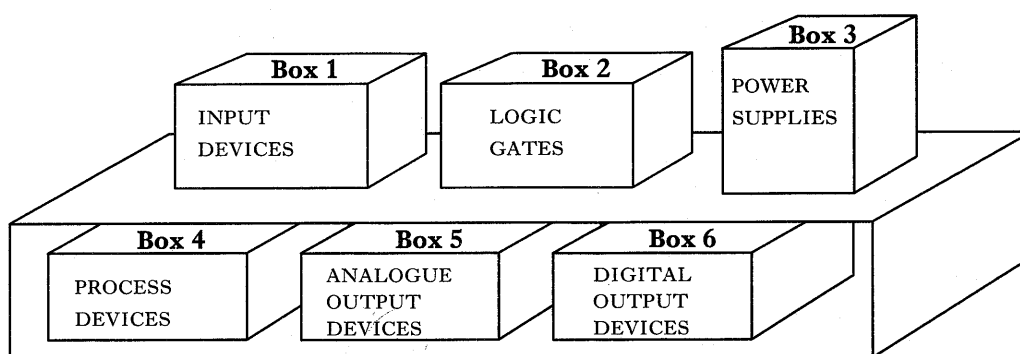 Box 1
INPUT
DEVICES
Box 2
LOGIC
GATES
Box 3
POWER
SUPPLIES
Box 4
PROCESS
DEVICES
Box 5
ANALOGUE
OUTPUT
DEVICES
Box 6
DIGITAL
OUTPUT
DEVICES